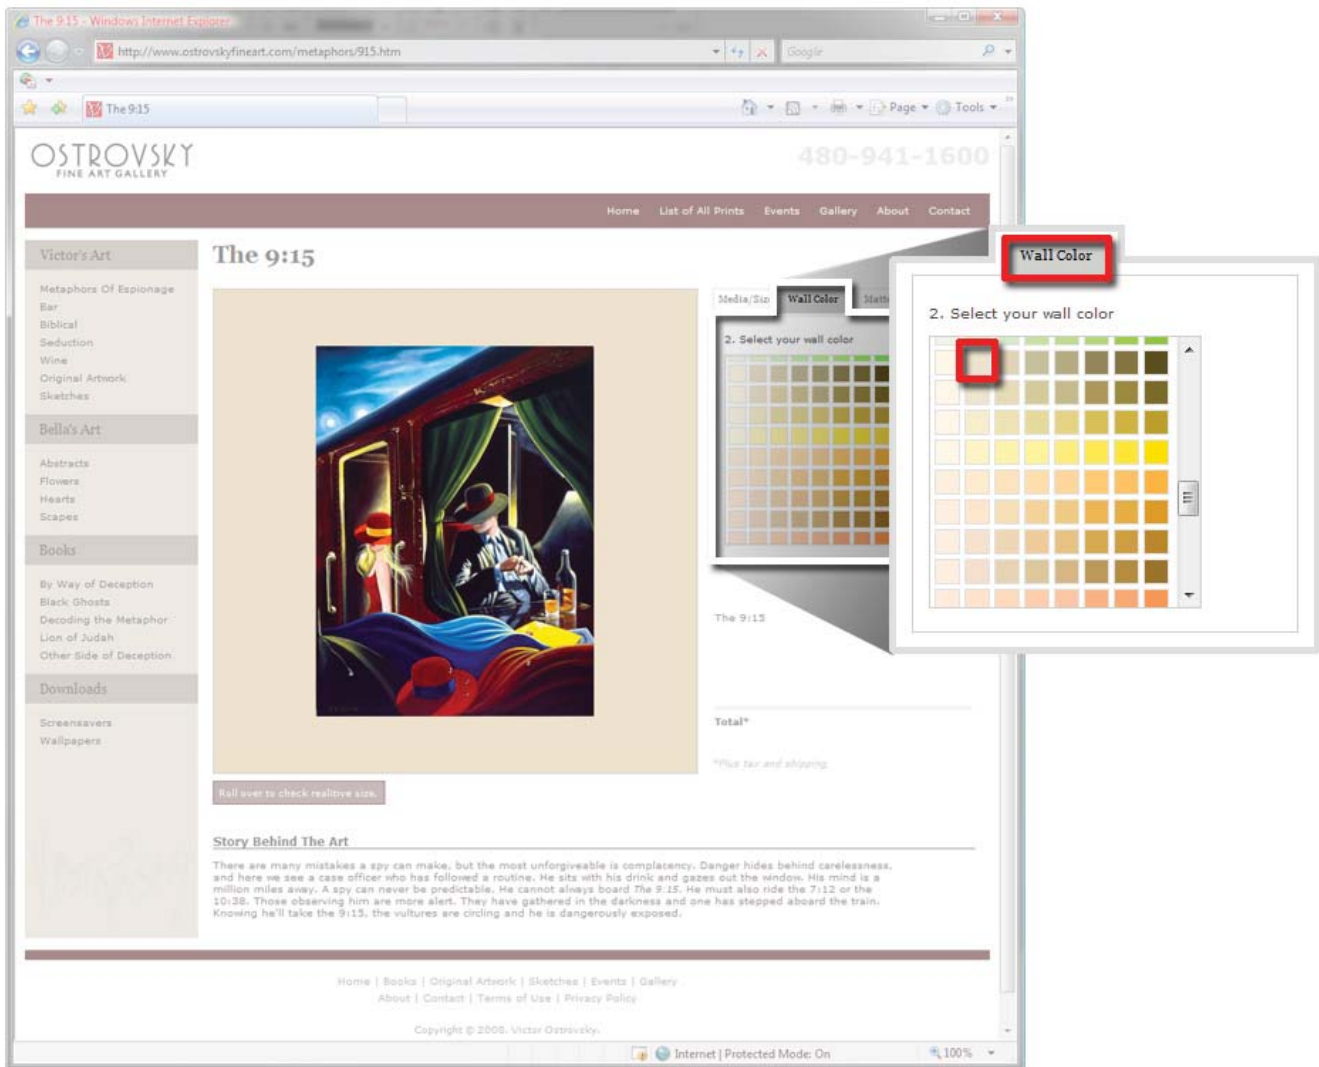 The 9:15 - Windows Internet Explorer
http://www.ostrovskyfineart.com/metaphors/915.htm
Google
The 9:15
Page
Tools
OSTROVSKY
FINE ART GALLERY
480-941-1600
Home List of All Prints Events Gallery About Contact
Victor's Art
Metaphors Of Espionage
Bar
Biblical
Seduction
Wine
Original Artwork
Sketches
Bella's Art
Abstracts
Flowers
Hearts
Scapes
Books
By Way of Deception
Black Ghosts
Decoding the Metaphor
Lion of Judah
Other Side of Deception
Downloads
Screensavers
Wallpapers
The 9:15
Media/Siz Wall Color Matte
2. Select your wall color
Wall Color
2. Select your wall color
The 9:15
Total*
*Plus tax and shipping.
Roll over to check realitive size.
Story Behind The Art
There are many mistakes a spy can make, but the most unforgiveable is complacency. Danger hides behind carelessness,
and here we see a case officer who has followed a routine. He sits with his drink and gazes out the window. His mind is a
million miles away. A spy can never be predictable. He cannot always board The 9:15. He must also ride the 7:12 or the
10:38. Those observing him are more alert. They have gathered in the darkness and one has stepped aboard the train.
Knowing he'll take the 9:15, the vultures are circling and he is dangerously exposed.
Home | Books | Original Artwork | Sketches | Events | Gallery
About | Contact | Terms of Use | Privacy Policy
Copyright © 2008. Victor Ostrovsky.
Internet | Protected Mode: On
100%